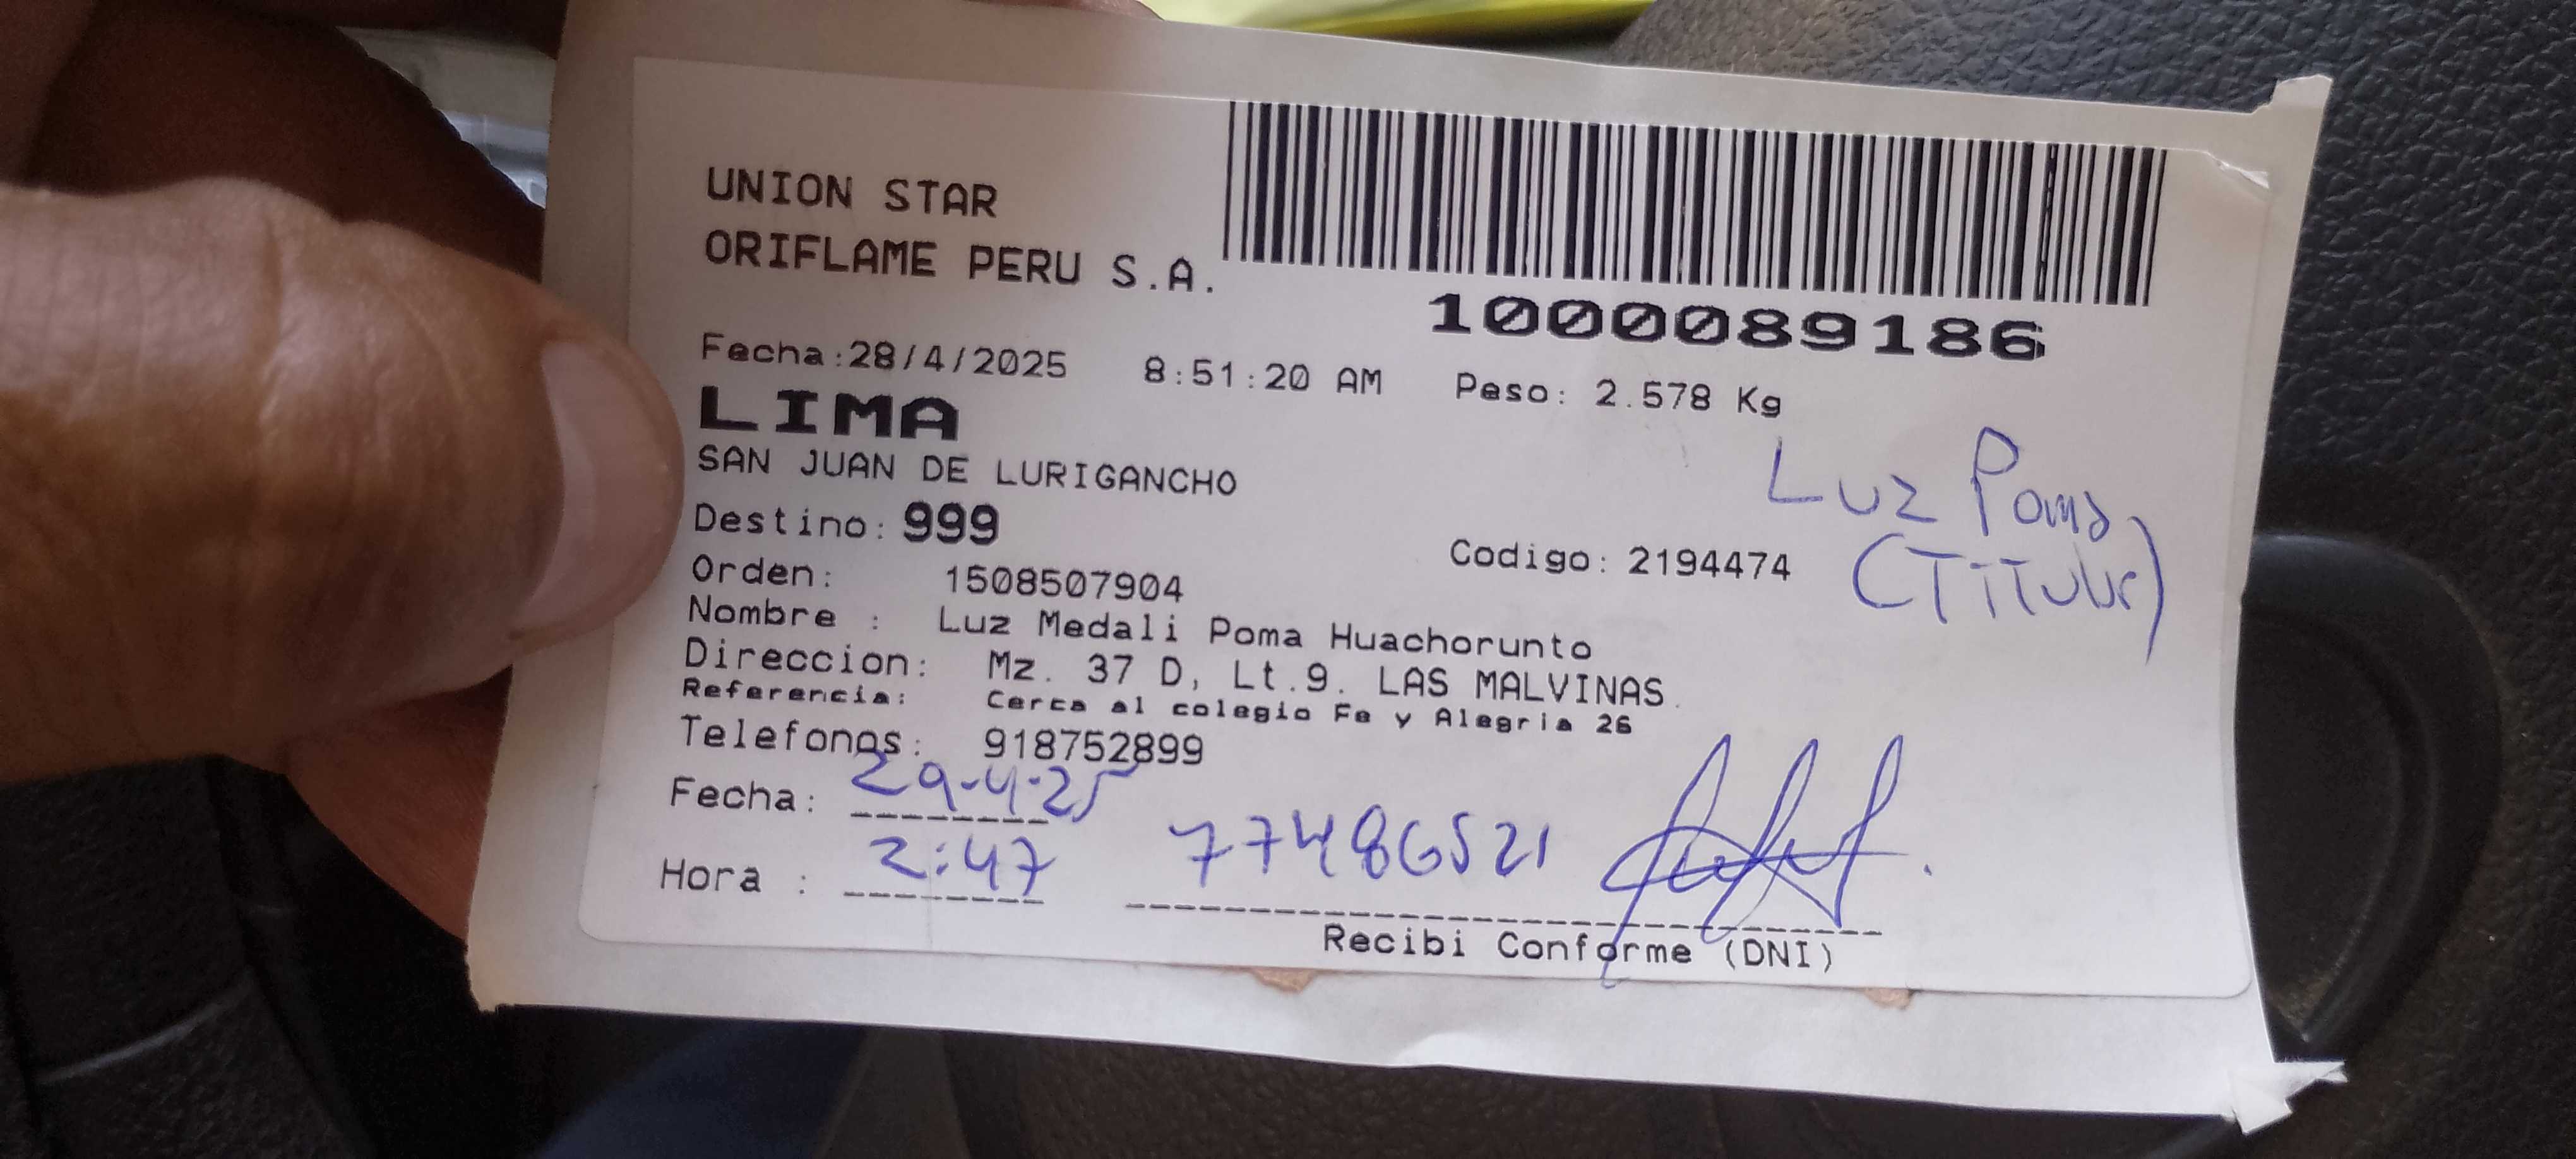 UNION STAR
ORIFLAME PERU S.A.
1000089186
Fecha:28/4/2025 8:51:20 AM Peso: 2.578 Kg
LIMA
SAN JUAN DE LURIGANCHO
Luz Poma
(TiTular)
Destino: 999
Codigo: 2194474
Orden: 1508507904
Nombre : Luz Medali Poma Huachorunto
Direccion: Mz. 37 D, Lt.9. LAS MALVINAS.
Referencia: Cerca al colegio Fe y Alegria 26
Telefonos: 918752899
Fecha: 29-4-25
Hora : 2:47 77486521
Recibi Conforme (DNI)